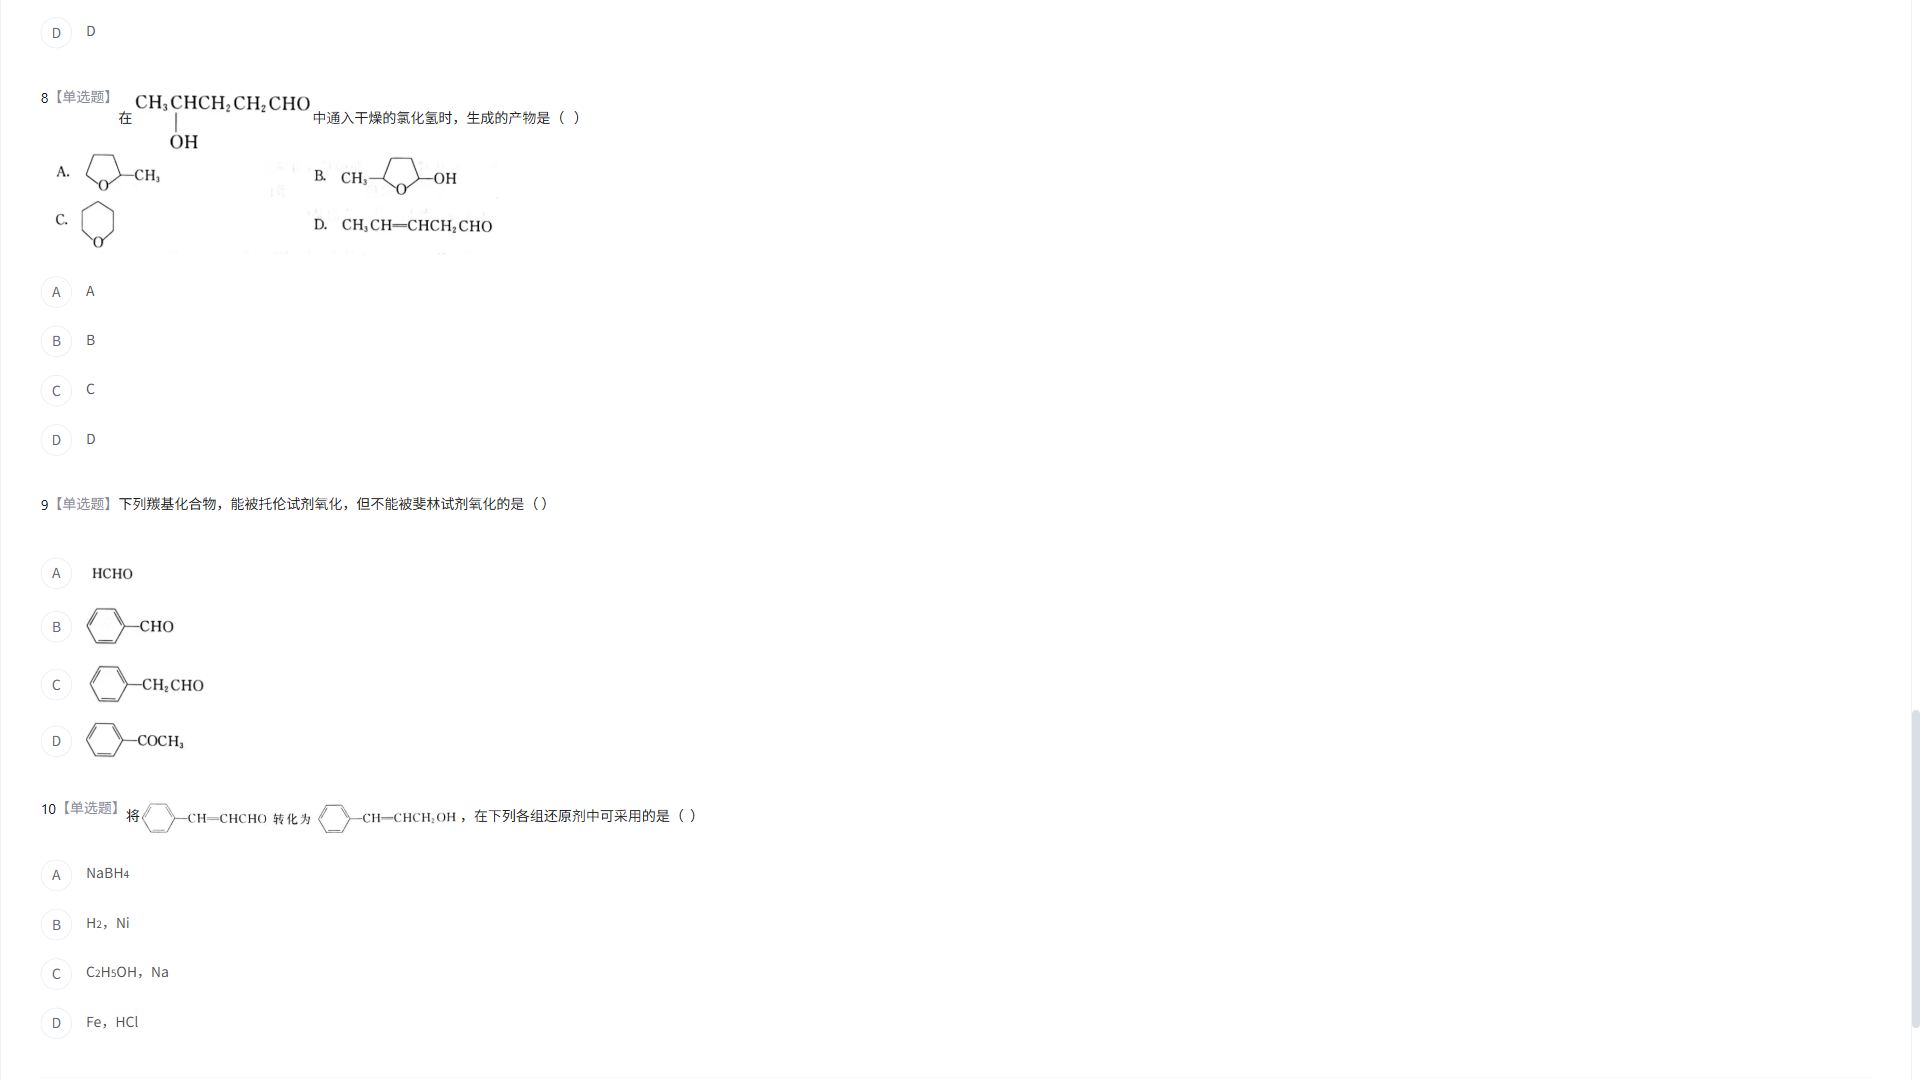 D D
8【单选题】 在 CH₃CHCH₂CH₂CHO 中通入干燥的氯化氢时，生成的产物是（ ）
OH
A. O CH₃ B. CH₃ O OH
C. O D. CH₃CH=CHCH₂CHO
A A
B B
C C
D D
9【单选题】下列羰基化合物，能被托伦试剂氧化，但不能被斐林试剂氧化的是（）
A HCHO
B CHO
C CH₂CHO
D COCH₃
10【单选题】 将 CH=CHCHO 转化为 CH=CHCH₂OH ，在下列各组还原剂中可采用的是（ ）
A NaBH4
B H2，Ni
C C2H5OH，Na
D Fe，HCl